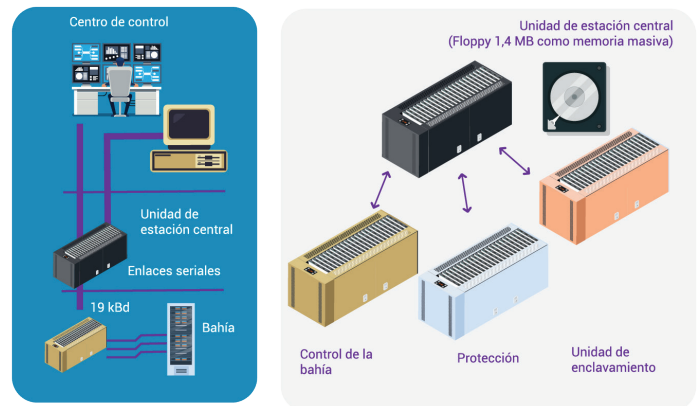 Centro de control
Unidad de
estación central
Enlaces seriales
19 kBd
Bahía
Unidad de estación central
(Floppy 1,4 MB como memoria masiva)
Control de la
bahía
Protección
Unidad de
enclavamiento